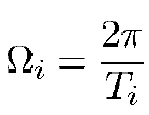 Ω_i = 2π / T_i